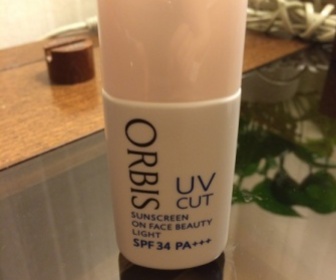 ORBIS
UV
CUT
SUNSCREEN
ON FACE BEAUTY
LIGHT
SPF 34 PA+++